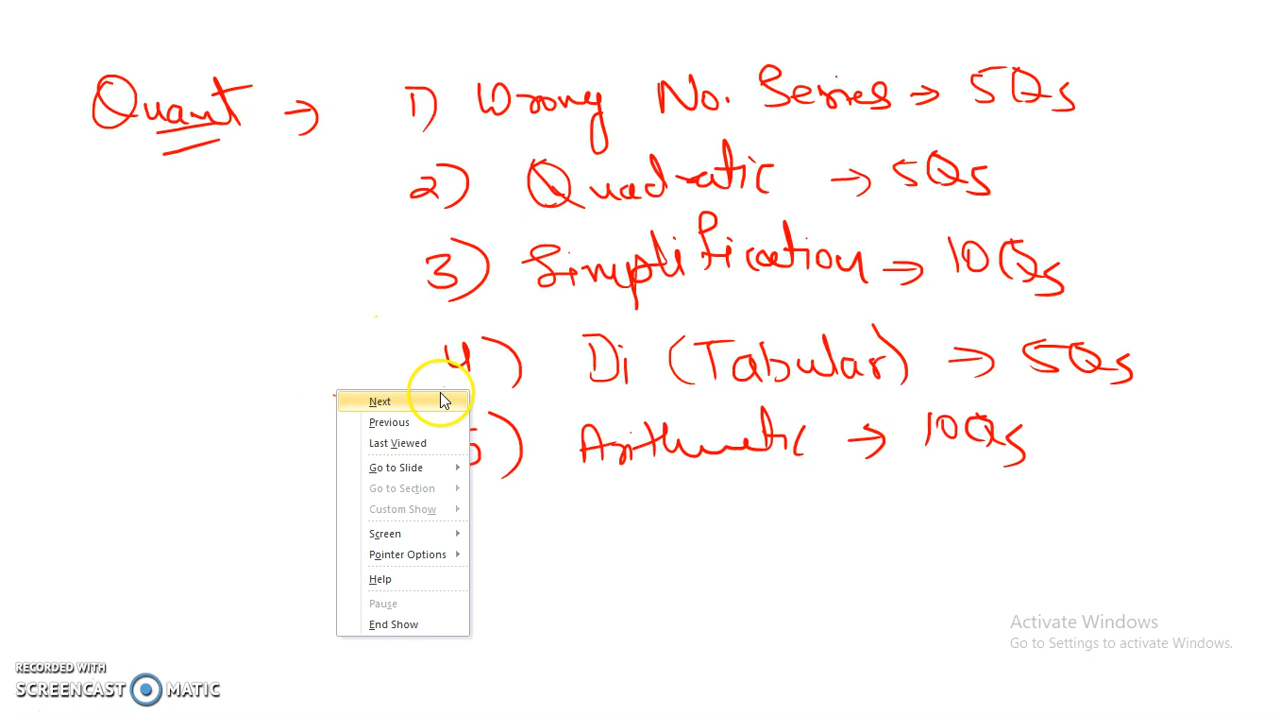 Quant → 1) Wrong No. Series → 5Qs
2) Quadratic → 5Qs
3) Simplification → 10Qs
4) Di (Tabular) → 5Qs
5) Arithmetic → 10Qs
Next
Previous
Last Viewed
Go to Slide
Go to Section
Custom Show
Screen
Pointer Options
Help
Pause
End Show
Activate Windows
Go to Settings to activate Windows.
RECORDED WITH
SCREENCAST MATIC